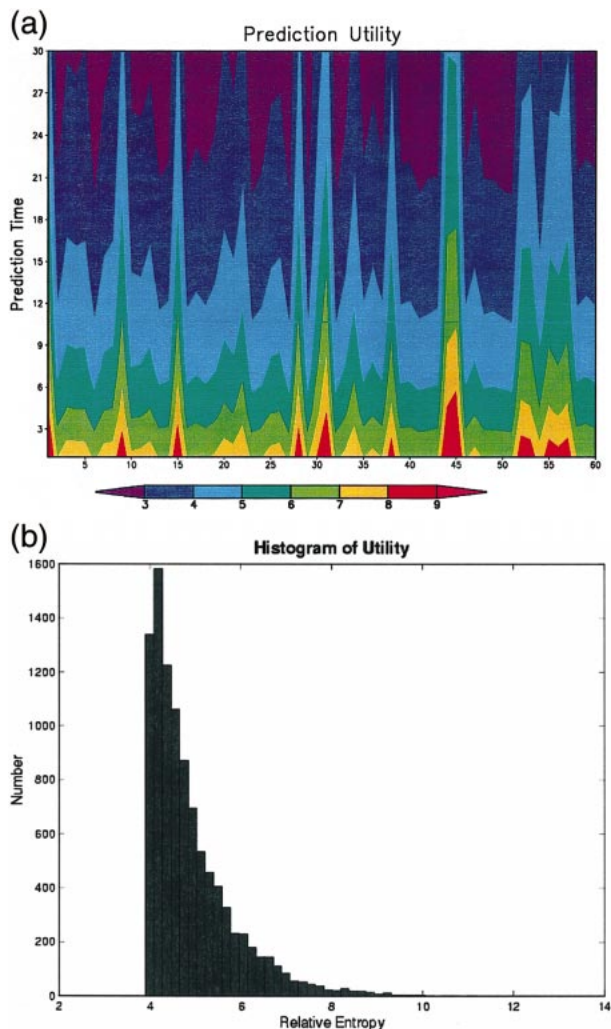 (a)
Prediction Utility
Prediction Time
30
27
24
21
18
15
12
9
6
3
5 10 15 20 25 30 35 40 45 50 55 60
3 4 5 6 7 8 9
(b)
Histogram of Utility
Number
1600
1400
1200
1000
800
600
400
200
0
2 4 6 8 10 12 14
Relative Entropy